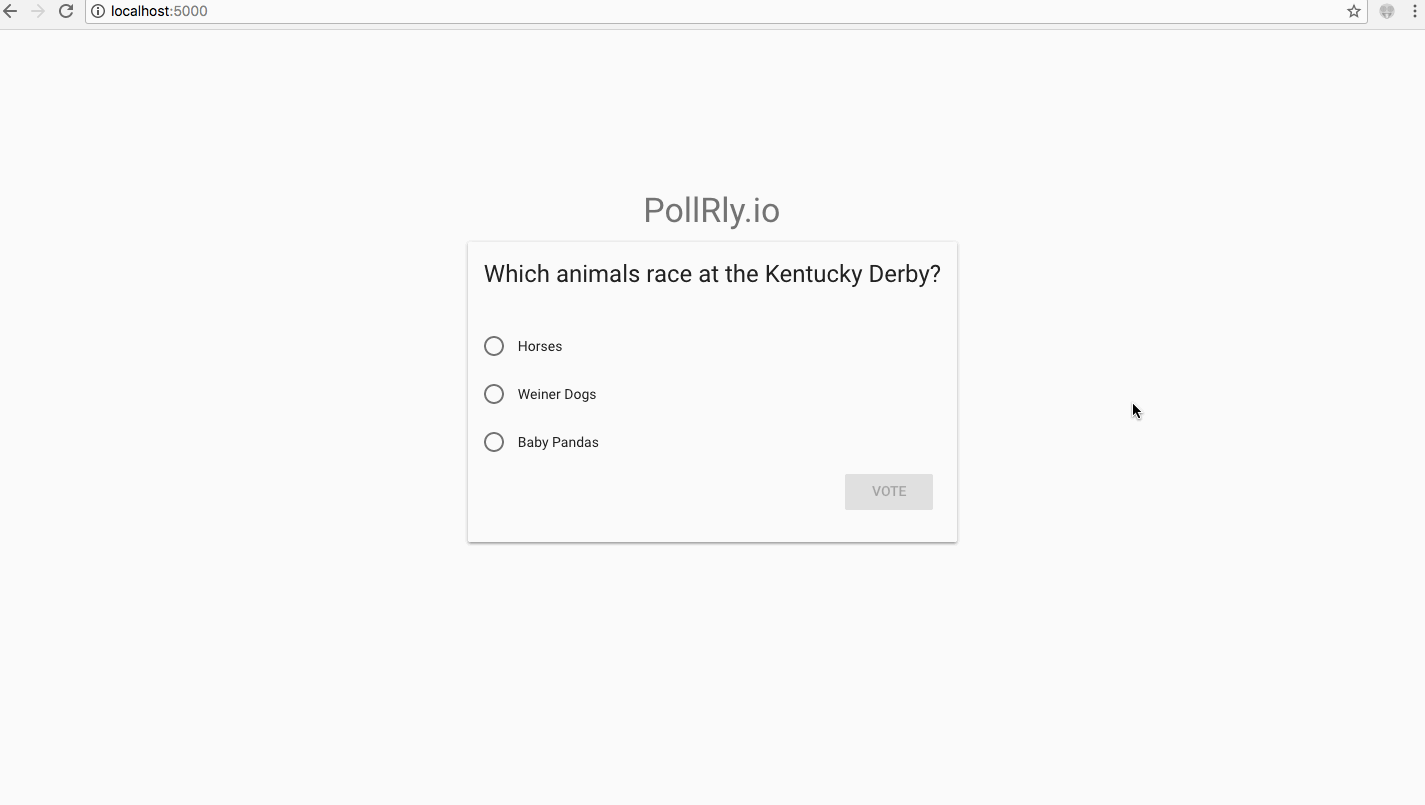 localhost:5000
PollRly.io
Which animals race at the Kentucky Derby?
Horses
Weiner Dogs
Baby Pandas
VOTE